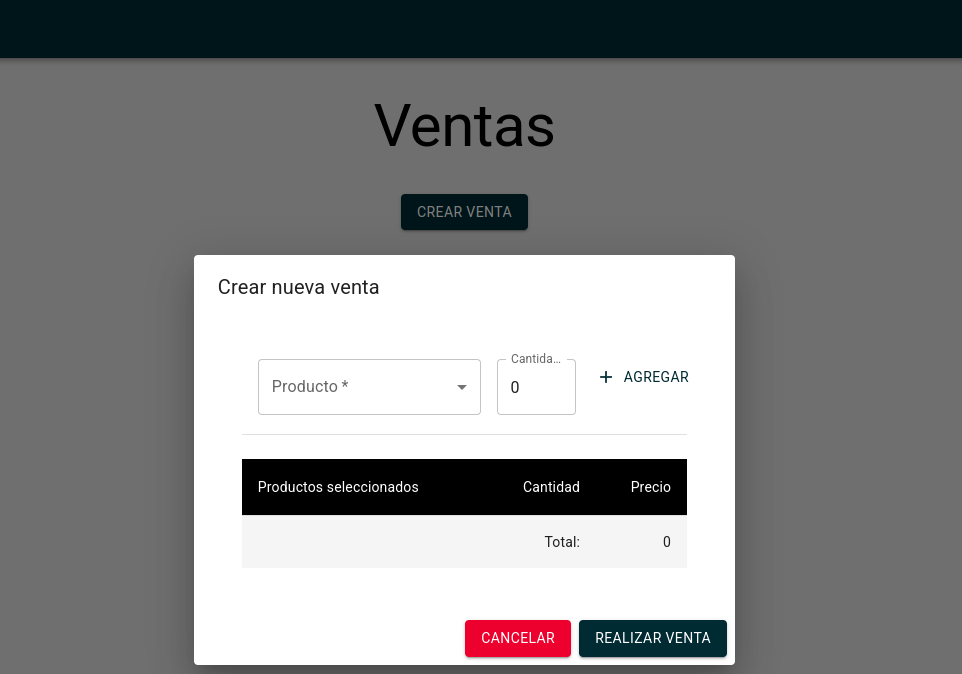 Ventas
CREAR VENTA
Crear nueva venta
Cantida...
Producto *
0
AGREGAR
Productos seleccionados Cantidad Precio
Total: 0
CANCELAR REALIZAR VENTA